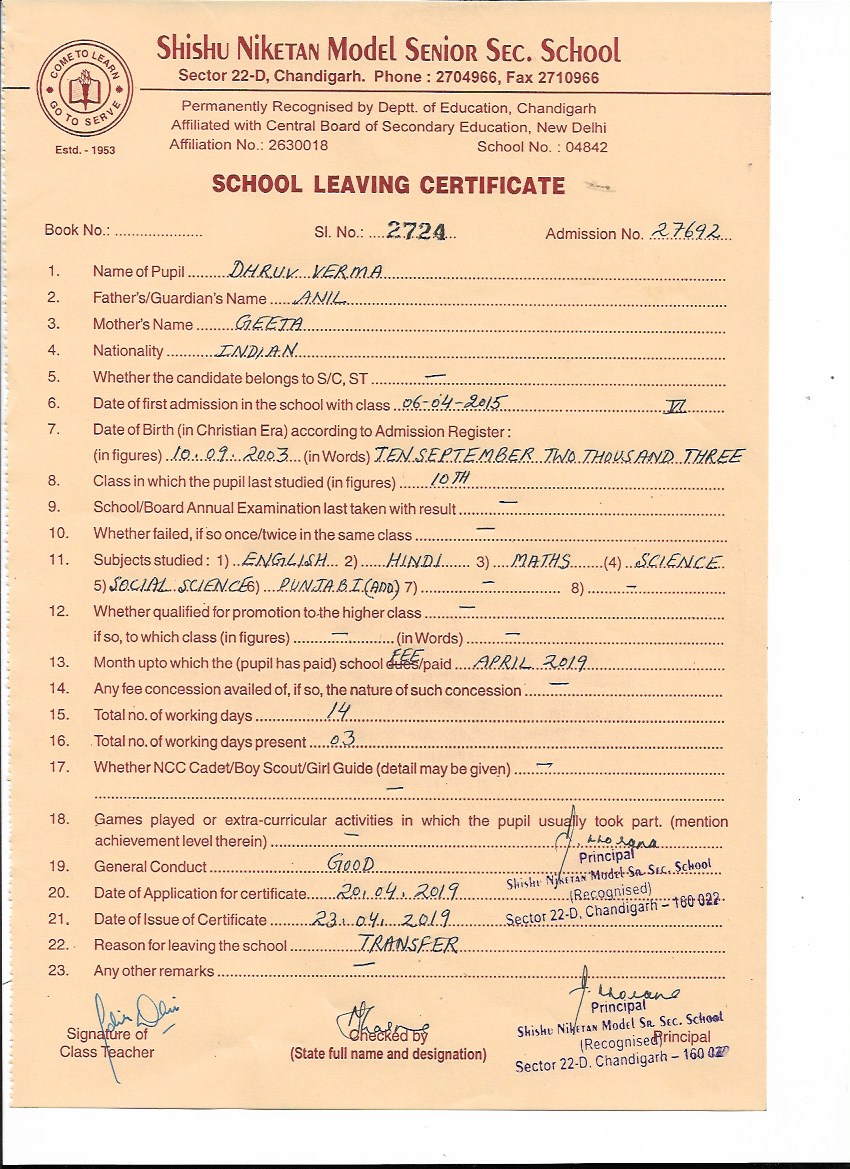 COME TO LEARN
GO TO SERVE
Estd. - 1953
Shishu Niketan Model Senior Sec. School
Sector 22-D, Chandigarh. Phone : 2704966, Fax 2710966
Permanently Recognised by Deptt. of Education, Chandigarh
Affiliated with Central Board of Secondary Education, New Delhi
Affiliation No.: 2630018 School No. : 04842
SCHOOL LEAVING CERTIFICATE
Book No.: ..................... Sl. No.: ....2724... Admission No. 27692
1. Name of Pupil ........ DHRUV VERMA
2. Father's/Guardian's Name ..... ANIL
3. Mother's Name ........ GEETA
4. Nationality ........... INDIAN
5. Whether the candidate belongs to S/C, ST ........ —
6. Date of first admission in the school with class 06-04-2015 VI
7. Date of Birth (in Christian Era) according to Admission Register :
(in figures) 10.09.2003 (in Words) TEN SEPTEMBER TWO THOUSAND THREE
8. Class in which the pupil last studied (in figures) ...... 10TH
9. School/Board Annual Examination last taken with result ........ —
10. Whether failed, if so once/twice in the same class ........ —
11. Subjects studied : 1) ENGLISH 2) HINDI 3) MATHS (4) SCIENCE
5) SOCIAL SCIENCE 6) PUNJABI (ADD) 7) — 8) —
12. Whether qualified for promotion to the higher class ...... —
if so, to which class (in figures) ...... — ...... (in Words) ...... —
13. Month upto which the (pupil has paid) school dues FEE/paid .... APRIL 2019
14. Any fee concession availed of, if so, the nature of such concession ...... —
15. Total no. of working days ........ 14
16. Total no. of working days present .... 03
17. Whether NCC Cadet/Boy Scout/Girl Guide (detail may be given) .... —
—
18. Games played or extra-curricular activities in which the pupil usually took part. (mention
achievement level therein) ........ —
19. General Conduct ........ GOOD
20. Date of Application for certificate ...... 20.04.2019
21. Date of Issue of Certificate ...... 23.04.2019
22. Reason for leaving the school ........ TRANSFER
23. Any other remarks ........ —
Principal
Shishu Niketan Model Sr. Sec. School
(Recognised)
Sector 22-D, Chandigarh – 160 022
Signature of
Class Teacher
Checked by
(State full name and designation)
Principal
Shishu Niketan Model Sr. Sec. School
(Recognised)
Principal
Sector 22-D, Chandigarh – 160 022